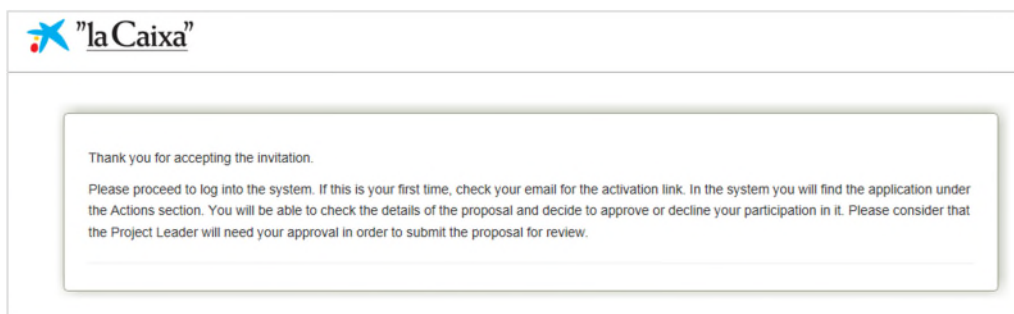 "la Caixa"
Thank you for accepting the invitation.
Please proceed to log into the system. If this is your first time, check your email for the activation link. In the system you will find the application under
the Actions section. You will be able to check the details of the proposal and decide to approve or decline your participation in it. Please consider that
the Project Leader will need your approval in order to submit the proposal for review.